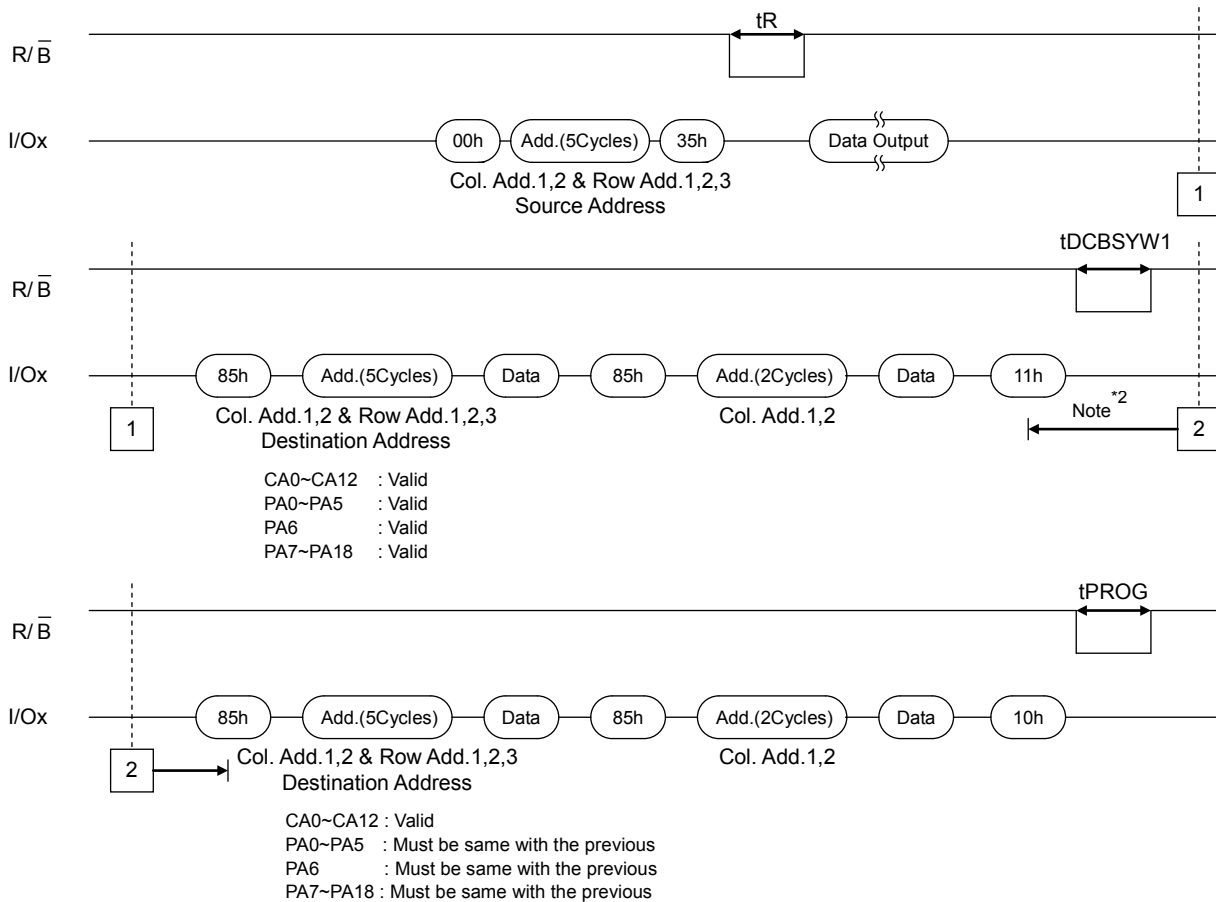 tR
R/B̅
I/Ox
00h Add.(5Cycles) 35h Data Output
Col. Add.1,2 & Row Add.1,2,3
Source Address
1
tDCBSYW1
R/B̅
I/Ox
85h Add.(5Cycles) Data 85h Add.(2Cycles) Data 11h
1
Col. Add.1,2 & Row Add.1,2,3
Destination Address
Col. Add.1,2
Note*2
2
CA0~CA12 : Valid
PA0~PA5 : Valid
PA6 : Valid
PA7~PA18 : Valid
tPROG
R/B̅
I/Ox
85h Add.(5Cycles) Data 85h Add.(2Cycles) Data 10h
2
Col. Add.1,2 & Row Add.1,2,3
Destination Address
Col. Add.1,2
CA0~CA12 : Valid
PA0~PA5 : Must be same with the previous
PA6 : Must be same with the previous
PA7~PA18 : Must be same with the previous